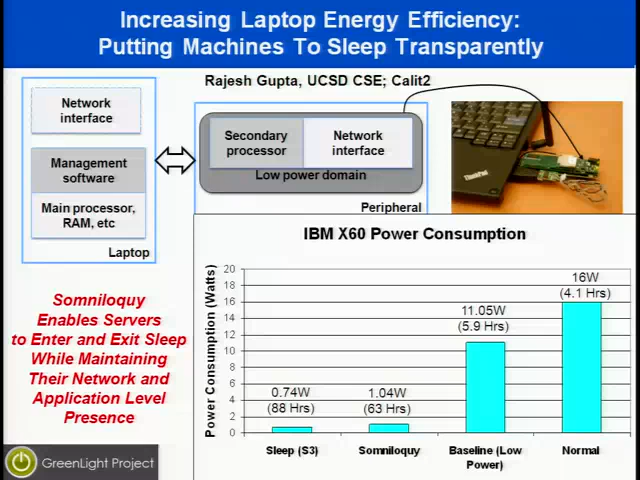 Increasing Laptop Energy Efficiency:
Putting Machines To Sleep Transparently
Rajesh Gupta, UCSD CSE; Calit2
Network
interface
Management
software
Main processor,
RAM, etc
Laptop
Secondary
processor
Network
interface
Low power domain
Peripheral
ThinkPad
Somniloquy
Enables Servers
to Enter and Exit Sleep
While Maintaining
Their Network and
Application Level
Presence
IBM X60 Power Consumption
Power Consumption (Watts)
20
18
16
14
12
10
8
6
4
2
0
0.74W
(88 Hrs)
1.04W
(63 Hrs)
11.05W
(5.9 Hrs)
16W
(4.1 Hrs)
Sleep (S3)
Somniloquy
Baseline (Low
Power)
Normal
GreenLight Project